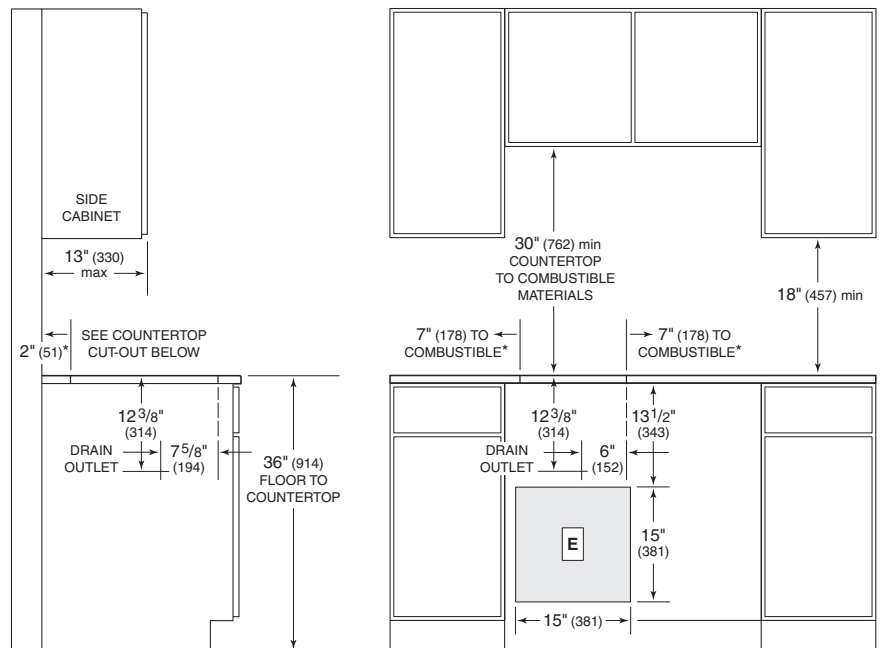 SIDE
CABINET
13" (330)
max
30" (762) min
COUNTERTOP
TO COMBUSTIBLE
MATERIALS
18" (457) min
2" (51)*
SEE COUNTERTOP
CUT-OUT BELOW
7" (178) TO
COMBUSTIBLE*
7" (178) TO
COMBUSTIBLE*
12 3/8"
(314)
DRAIN
OUTLET
7 5/8"
(194)
36" (914)
FLOOR TO
COUNTERTOP
12 3/8"
(314)
13 1/2"
(343)
DRAIN
OUTLET
6"
(152)
E
15"
(381)
15" (381)